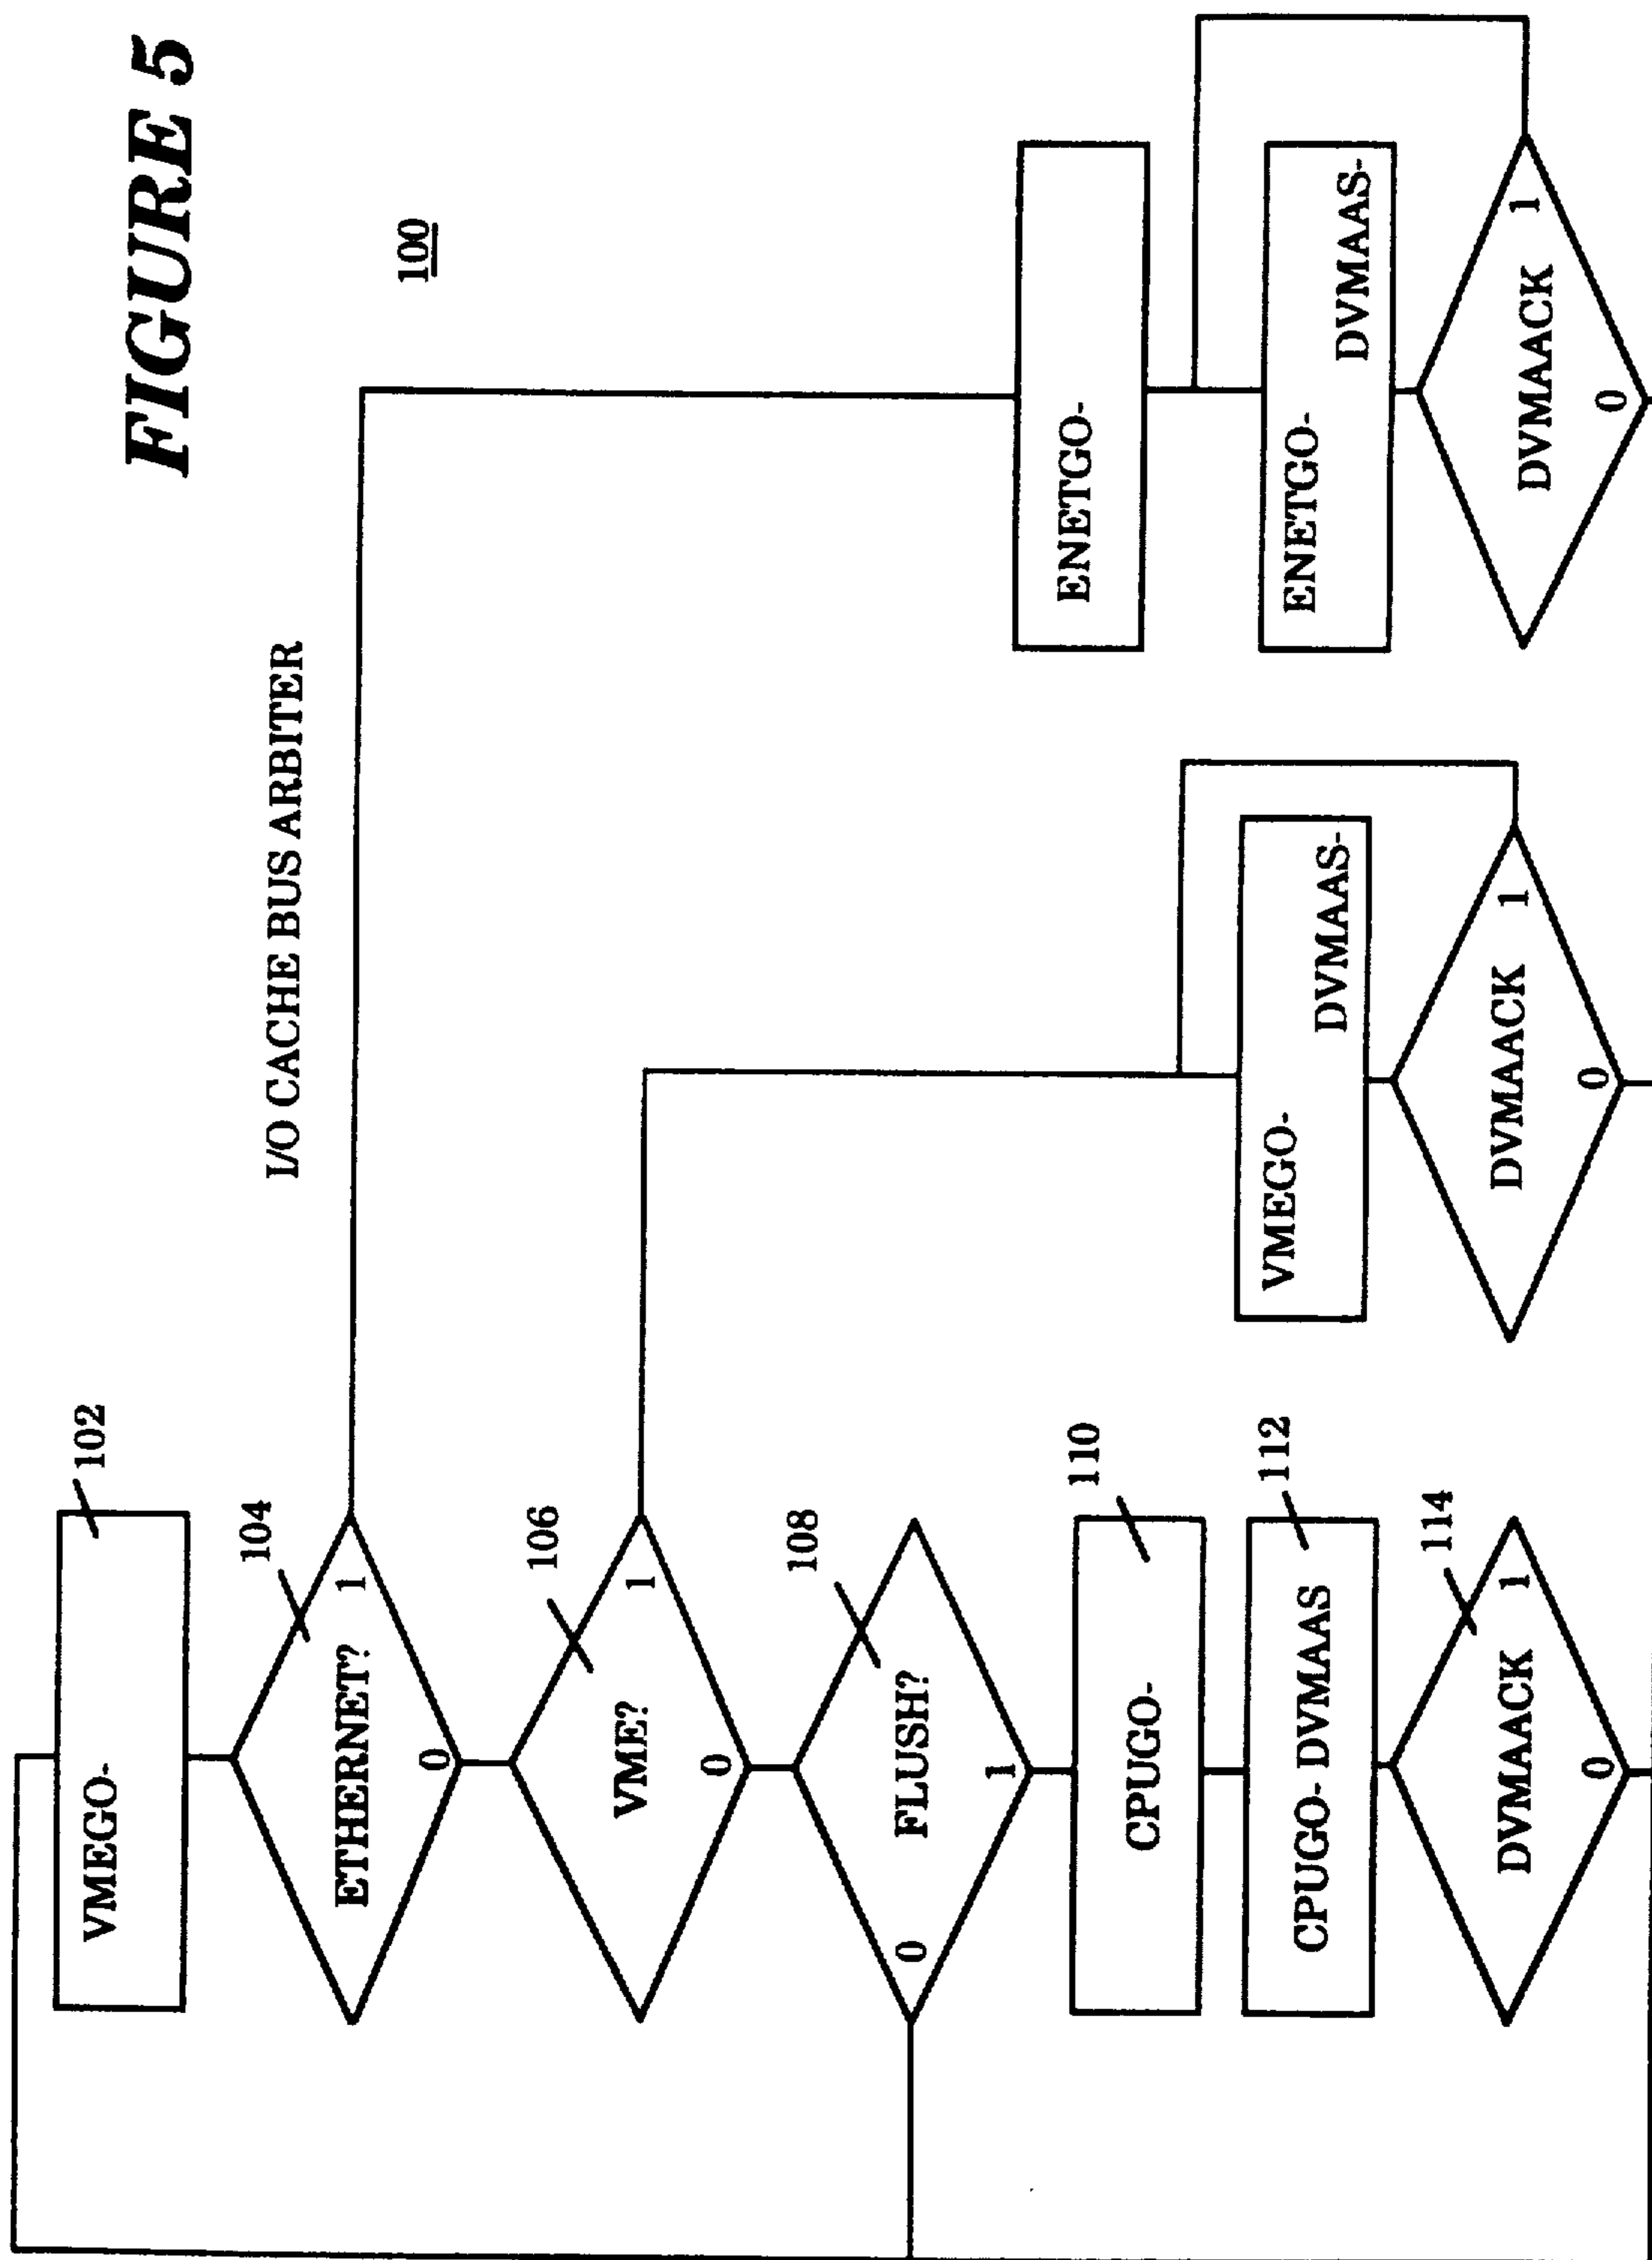 FIGURE 5
I/O CACHE BUS ARBITER
100
VMEGO-
102
ETHERNET?
104
1
0
VME?
106
1
0
FLUSH?
108
0
1
CPUGO-
110
CPUGO- DVMAAS
112
DVMAACK
114
1
0
VMEGO-
DVMAAS-
DVMAACK
1
0
ENETGO-
ENETGO-
DVMAAS-
DVMAACK
1
0